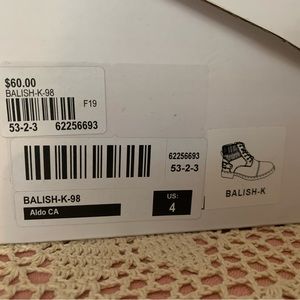 $60.00
BALISH-K-98
F19
53-2-3 62256693
62256693
53-2-3
BALISH-K-98
Aldo CA
US:
4
BALISH-K